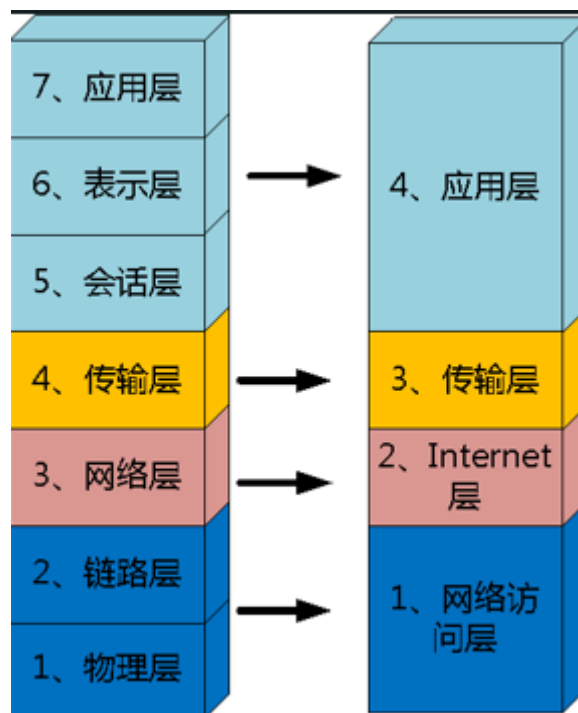 7、应用层
6、表示层
5、会话层
4、传输层
3、网络层
2、链路层
1、物理层
4、应用层
3、传输层
2、Internet
层
1、网络访
问层